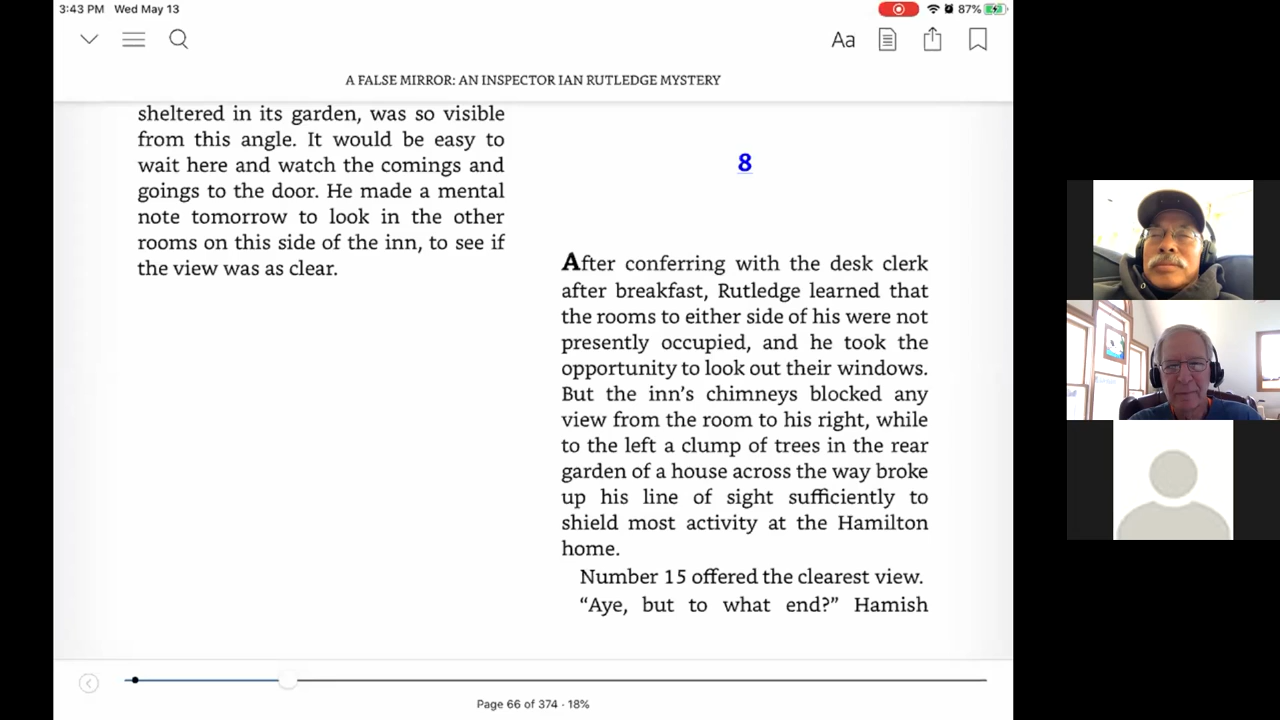 3:43 PM Wed May 13
87%
Aa
A FALSE MIRROR: AN INSPECTOR IAN RUTLEDGE MYSTERY
sheltered in its garden, was so visible
from this angle. It would be easy to
wait here and watch the comings and
goings to the door. He made a mental
note tomorrow to look in the other
rooms on this side of the inn, to see if
the view was as clear.
8
After conferring with the desk clerk
after breakfast, Rutledge learned that
the rooms to either side of his were not
presently occupied, and he took the
opportunity to look out their windows.
But the inn’s chimneys blocked any
view from the room to his right, while
to the left a clump of trees in the rear
garden of a house across the way broke
up his line of sight sufficiently to
shield most activity at the Hamilton
home.
Number 15 offered the clearest view.
“Aye, but to what end?” Hamish
Page 66 of 374 · 18%